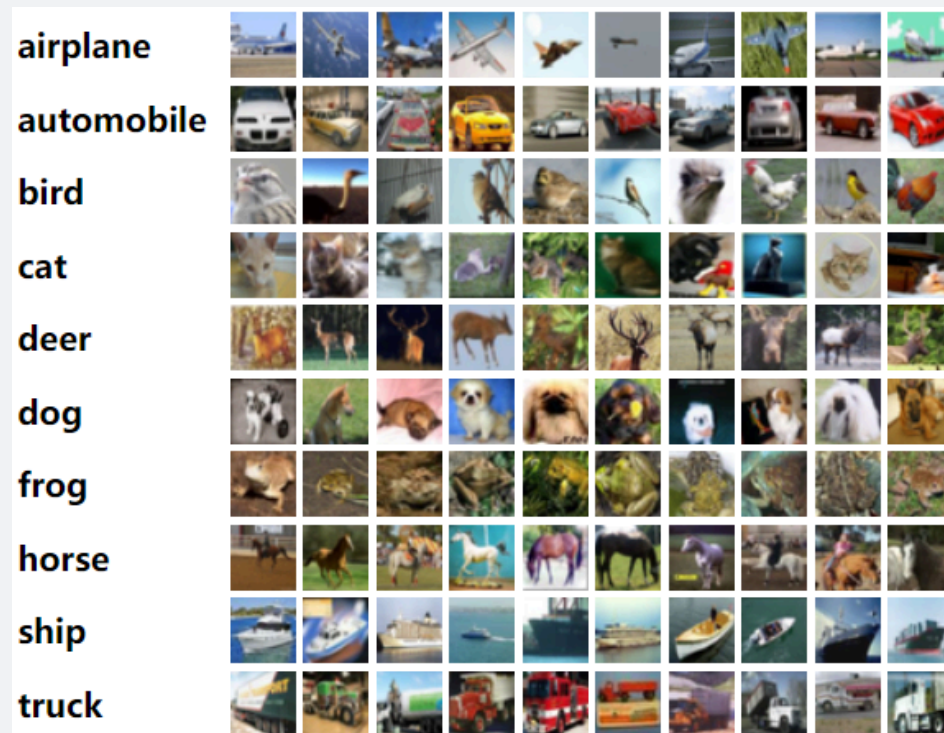 airplane
automobile
bird
cat
deer
dog
frog
horse
ship
truck